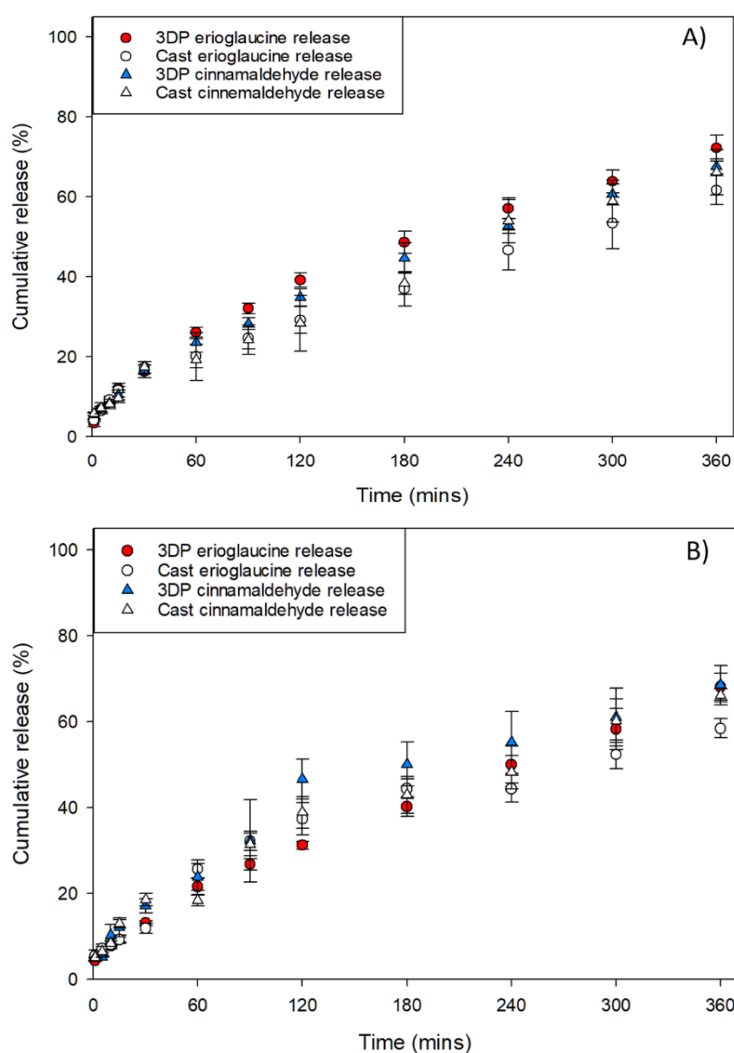 A)
3DP erioglaucine release
Cast erioglaucine release
3DP cinnamaldehyde release
Cast cinnemaldehyde release
100
80
60
40
20
0
Cumulative release (%)
0 60 120 180 240 300 360
Time (mins)
B)
3DP erioglaucine release
Cast erioglaucine release
3DP cinnamaldehyde release
Cast cinnamaldehyde release
100
80
60
40
20
0
Cumulative release (%)
0 60 120 180 240 300 360
Time (mins)